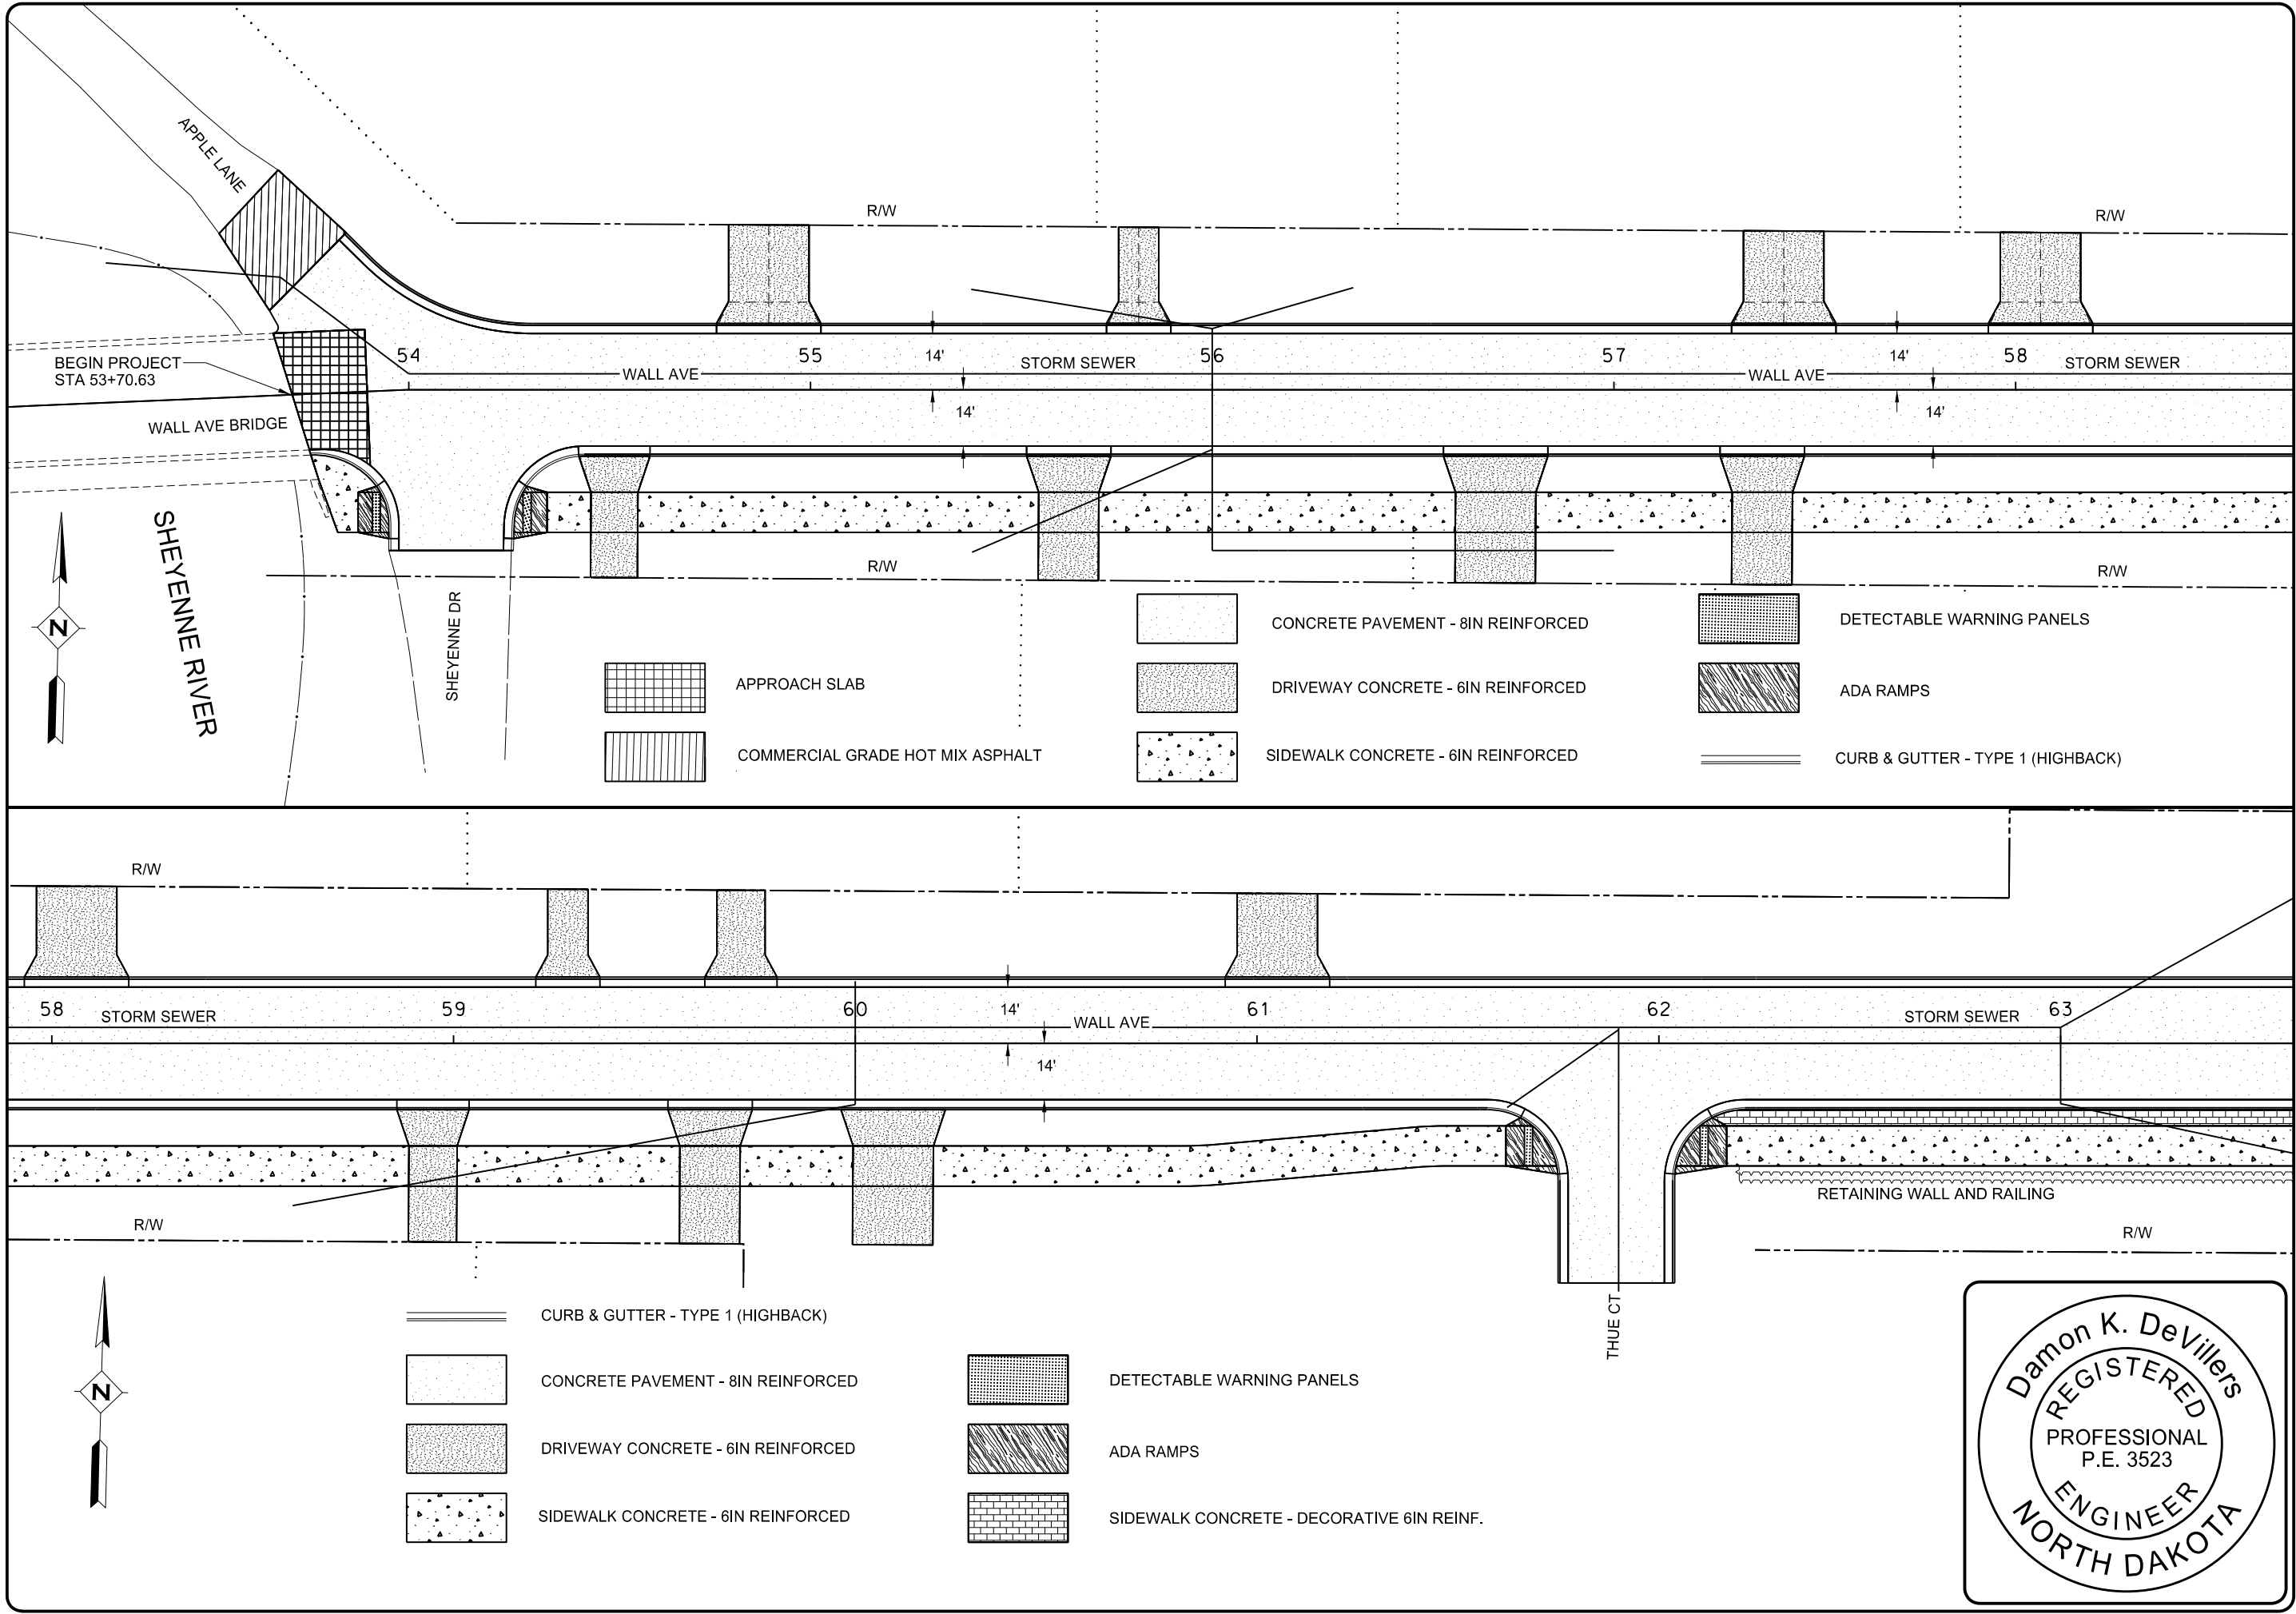 APPLE LANE
R/W
R/W
54
55
14'
STORM SEWER
56
57
14'
58
STORM SEWER
BEGIN PROJECT
STA 53+70.63
WALL AVE
WALL AVE
14'
14'
WALL AVE BRIDGE
SHEYENNE RIVER
N
SHEYENNE DR
R/W
R/W
APPROACH SLAB
COMMERCIAL GRADE HOT MIX ASPHALT
CONCRETE PAVEMENT - 8IN REINFORCED
DRIVEWAY CONCRETE - 6IN REINFORCED
SIDEWALK CONCRETE - 6IN REINFORCED
DETECTABLE WARNING PANELS
ADA RAMPS
CURB & GUTTER - TYPE 1 (HIGHBACK)
R/W
58
STORM SEWER
59
60
14'
WALL AVE
61
62
STORM SEWER
63
14'
RETAINING WALL AND RAILING
R/W
R/W
THUE CT
N
CURB & GUTTER - TYPE 1 (HIGHBACK)
CONCRETE PAVEMENT - 8IN REINFORCED
DRIVEWAY CONCRETE - 6IN REINFORCED
SIDEWALK CONCRETE - 6IN REINFORCED
DETECTABLE WARNING PANELS
ADA RAMPS
SIDEWALK CONCRETE - DECORATIVE 6IN REINF.
Damon K. DeVillers
REGISTERED
PROFESSIONAL
P.E. 3523
ENGINEER
NORTH DAKOTA